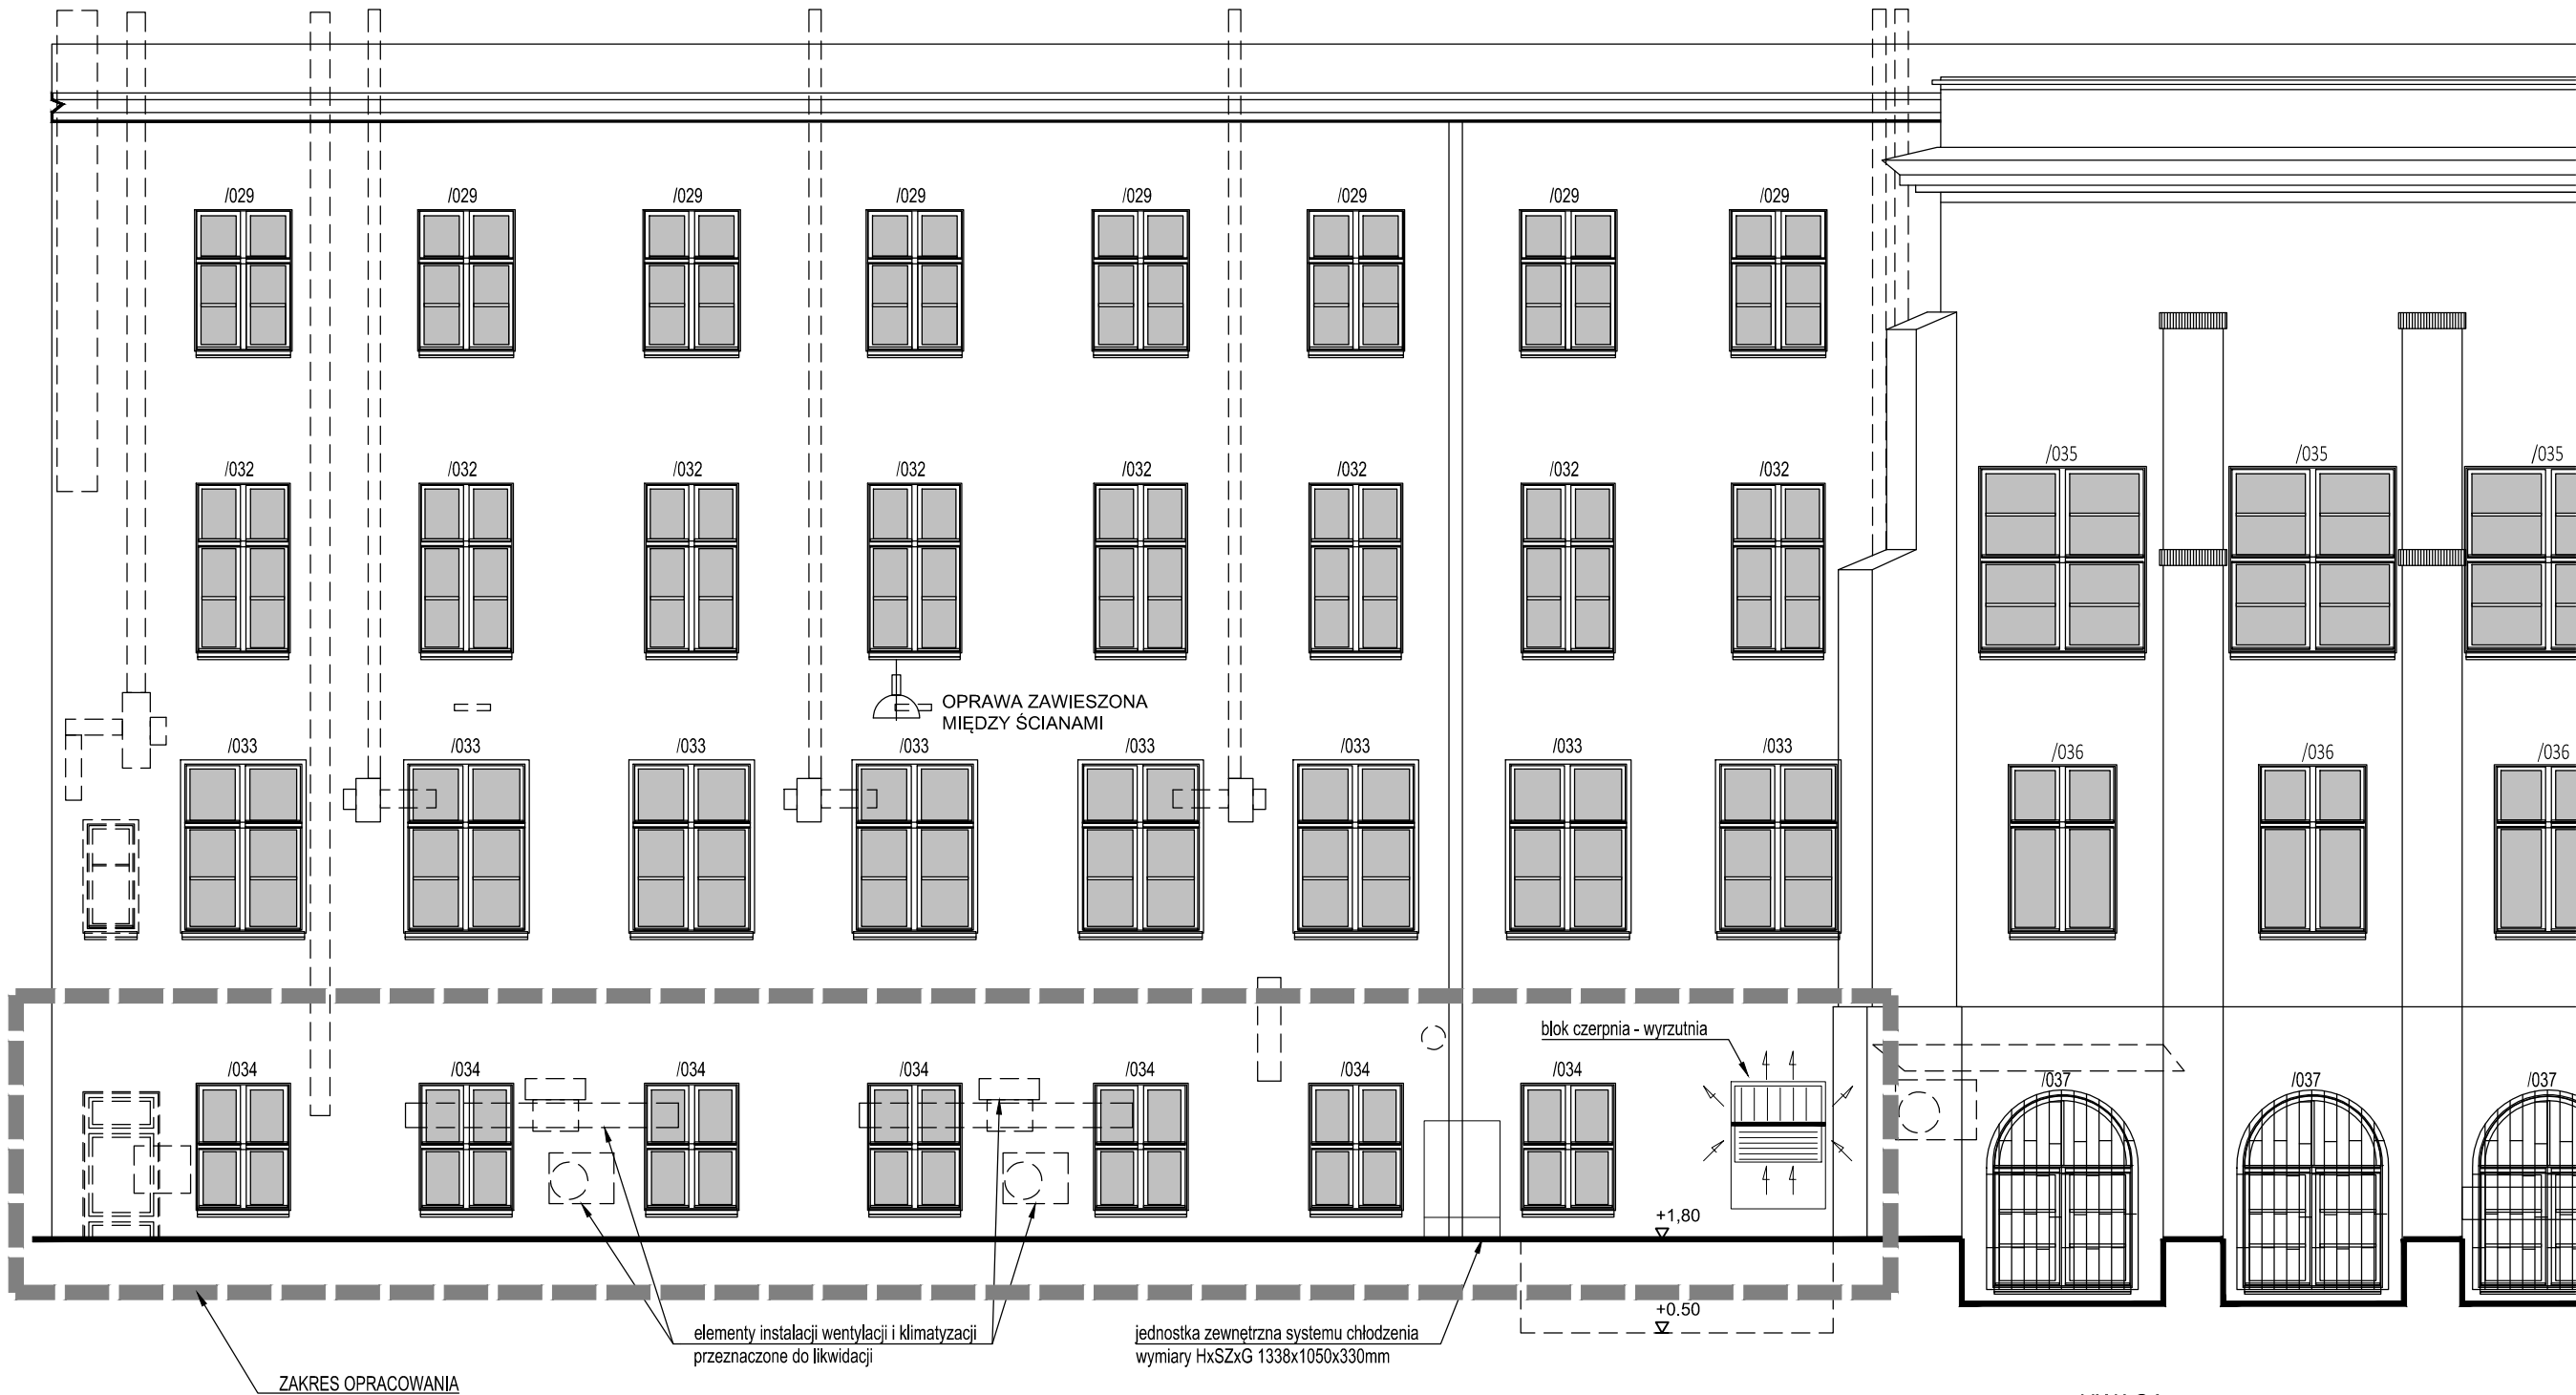 /029 /029 /029 /029 /029 /029 /029 /029
/035 /035 /035
/032 /032 /032 /032 /032 /032 /032 /032
OPRAWA ZAWIESZONA
MIĘDZY ŚCIANAMI
/033 /033 /033 /033 /033 /033 /033 /033
/036 /036 /036
blok czerpnia - wyrzutnia
/034 /034 /034 /034 /034 /034 /034
/037 /037 /037
+1,80
+0.50
elementy instalacji wentylacji i klimatyzacji
przeznaczone do likwidacji
jednostka zewnętrzna systemu chłodzenia
wymiary HxSZxG 1338x1050x330mm
ZAKRES OPRACOWANIA